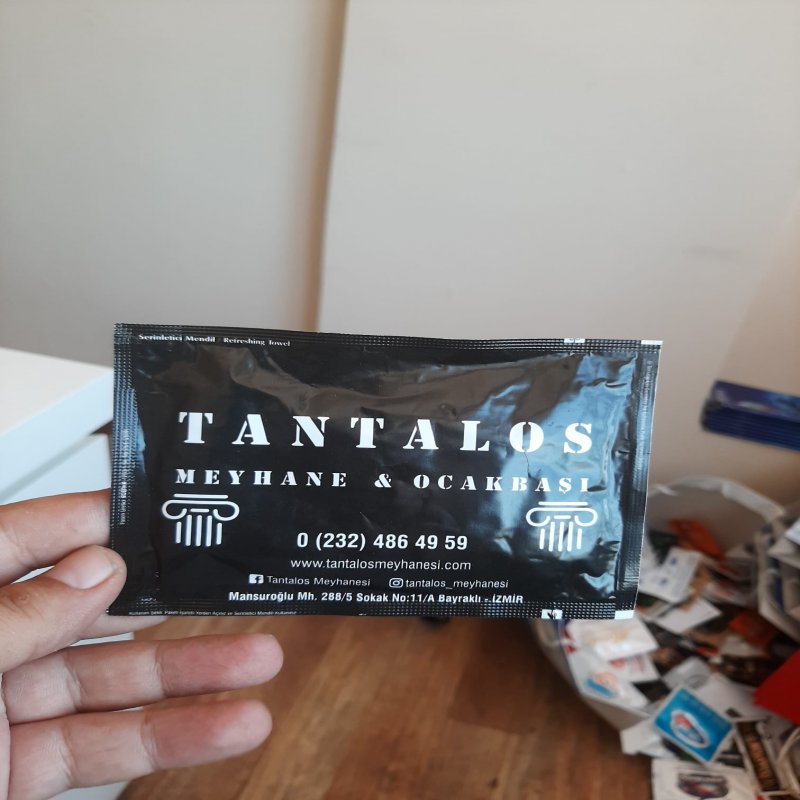 Serinletici Mendil / Refreshing Towel
TANTALOS
MEYHANE & OCAKBAŞI
0 (232) 486 49 59
www.tantalosmeyhanesi.com
Tantalos Meyhanesi tantalos_meyhanesi
Mansuroğlu Mh. 288/5 Sokak No:11/A Bayraklı - İZMİR